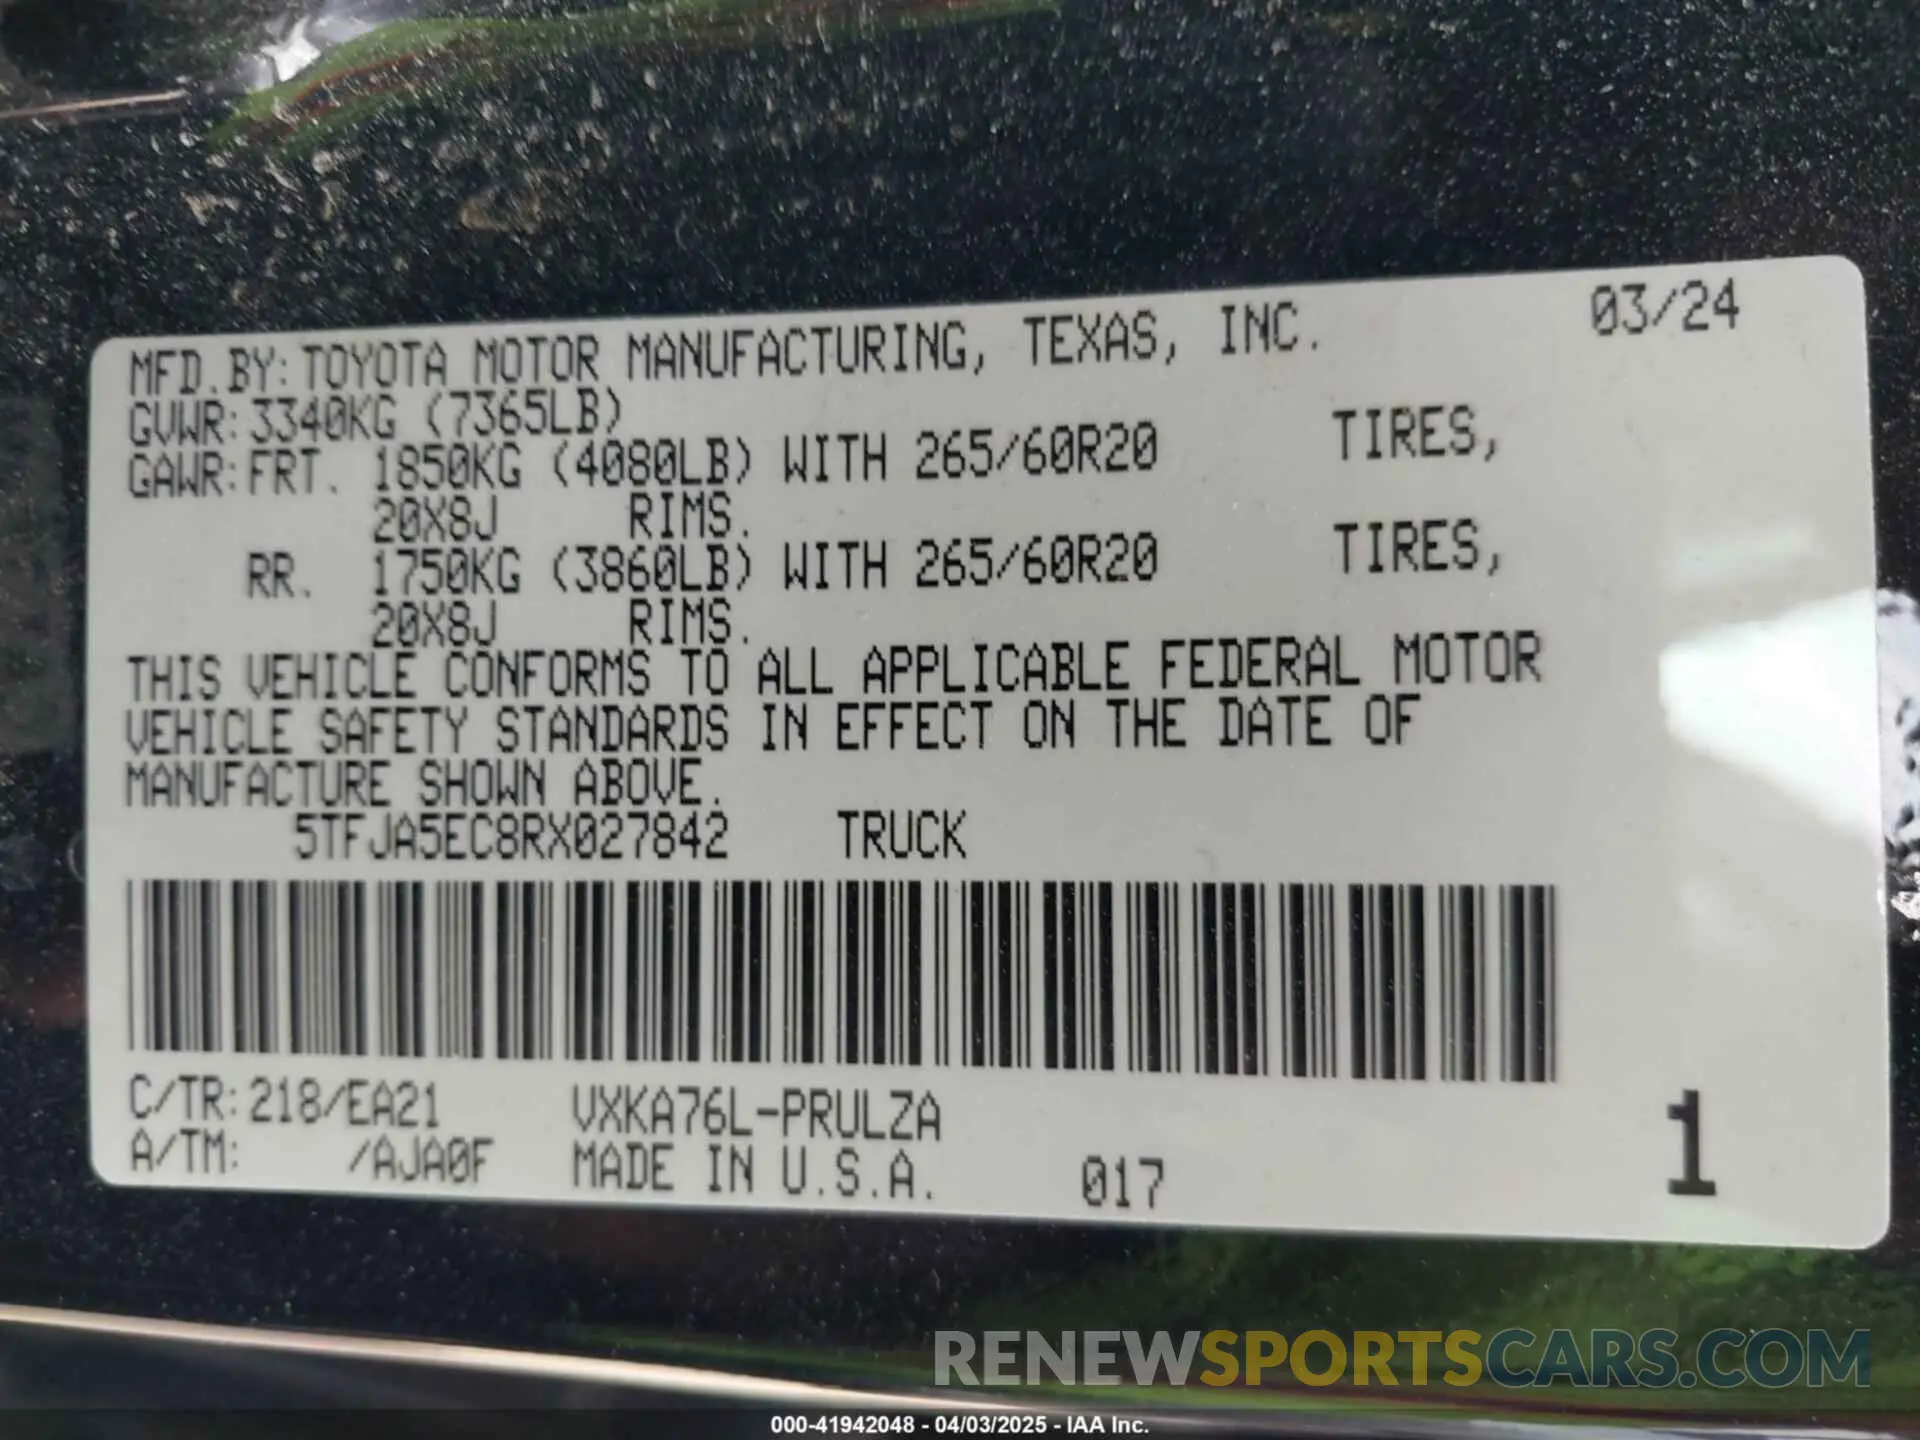 MFD.BY: TOYOTA MOTOR MANUFACTURING, TEXAS, INC. 03/24
GVWR: 3340KG (7365LB)
GAWR: FRT. 1850KG (4080LB) WITH 265/60R20 TIRES,
20X8J RIMS.
RR. 1750KG (3860LB) WITH 265/60R20 TIRES,
20X8J RIMS.
THIS VEHICLE CONFORMS TO ALL APPLICABLE FEDERAL MOTOR
VEHICLE SAFETY STANDARDS IN EFFECT ON THE DATE OF
MANUFACTURE SHOWN ABOVE.
5TFJA5EC8RX027842 TRUCK
C/TR: 218/EA21 VXKA76L-PRULZA
A/TM: /AJA0F MADE IN U.S.A. 017 1
RENEWSPORTSCARS.COM
000-41942048 - 04/03/2025 - IAA Inc.